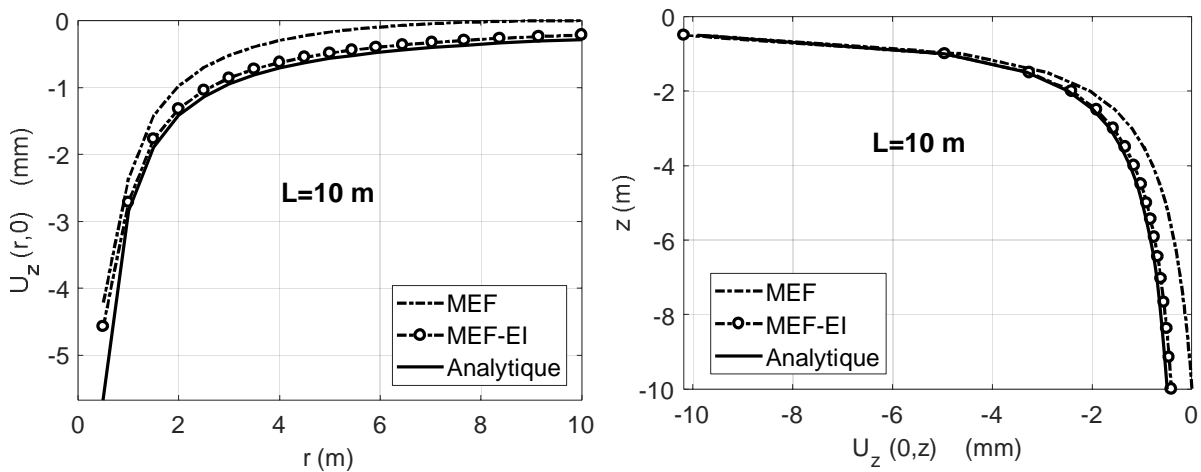 0
-1
-2
-3
-4
-5
U_z (r,0) (mm)
L=10 m
MEF
MEF-EI
Analytique
0
2
4
6
8
10
r (m)
0
-2
-4
-6
-8
-10
z (m)
L=10 m
MEF
MEF-EI
Analytique
-10
-8
-6
-4
-2
0
U_z (0,z) (mm)